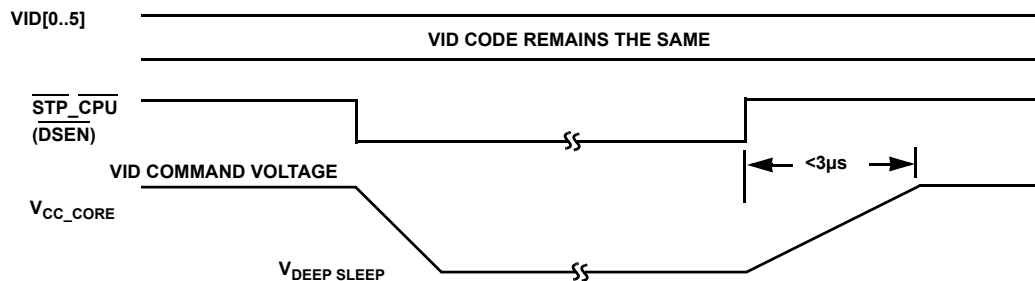 VID[0..5]
VID CODE REMAINS THE SAME
STP_CPU
(DSEN)
<3µs
VID COMMAND VOLTAGE
VCC_CORE
VDEEP SLEEP